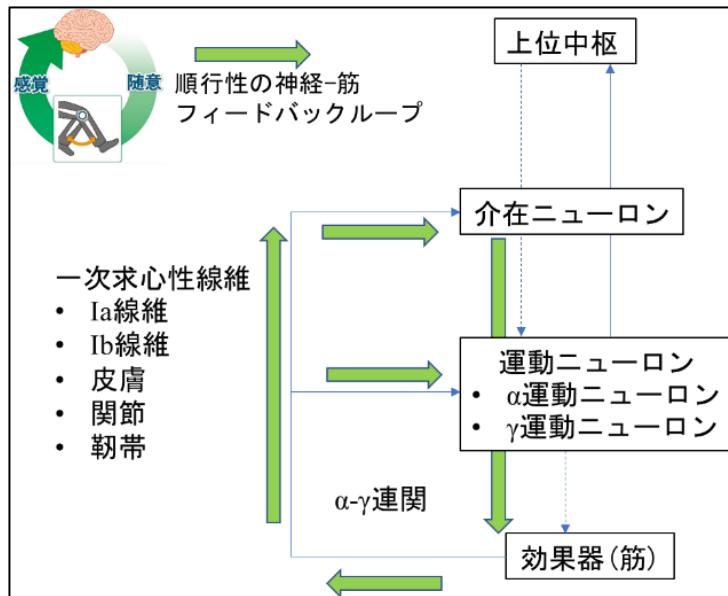 感覚
随意
順行性の神経-筋
フィードバックループ
上位中枢
介在ニューロン
一次求心性線維
• Ia線維
• Ib線維
• 皮膚
• 関節
• 靭帯
運動ニューロン
• α運動ニューロン
• γ運動ニューロン
α-γ連関
効果器(筋)